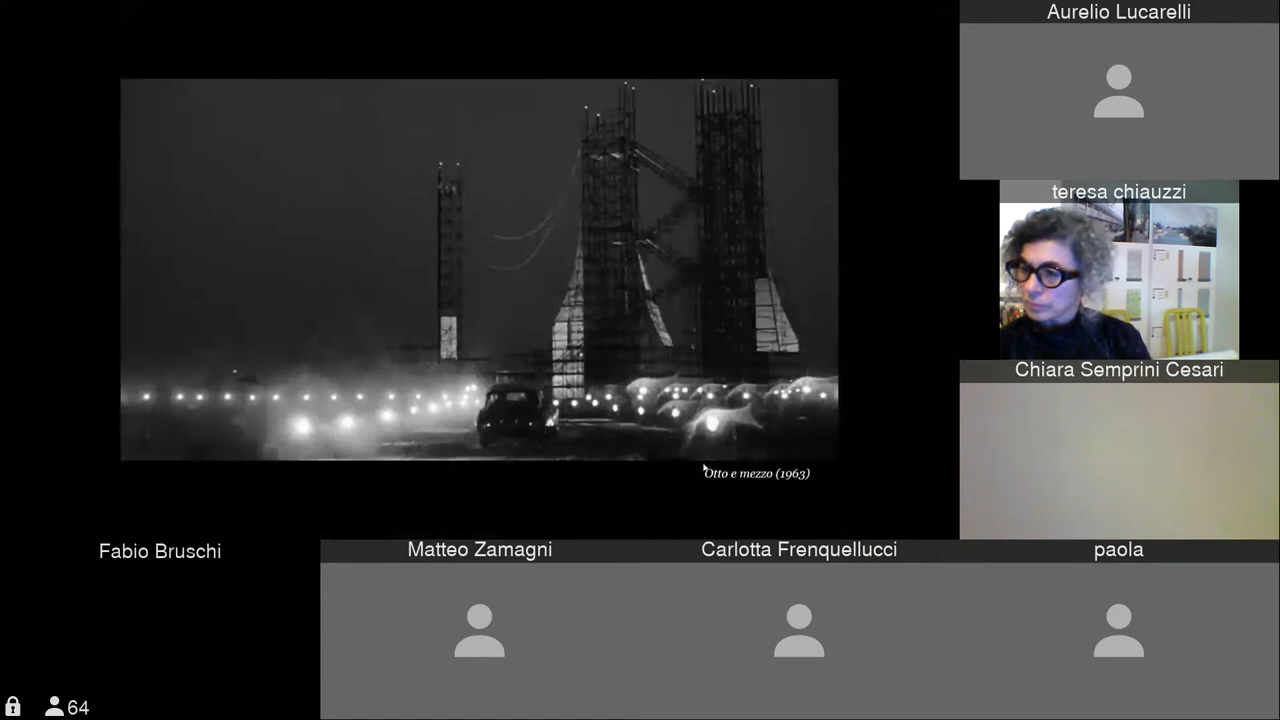 Aurelio Lucarelli
teresa chiauzzi
Chiara Semprini Cesari
Otto e mezzo (1963)
Fabio Bruschi
Matteo Zamagni
Carlotta Frenquellucci
paola
64